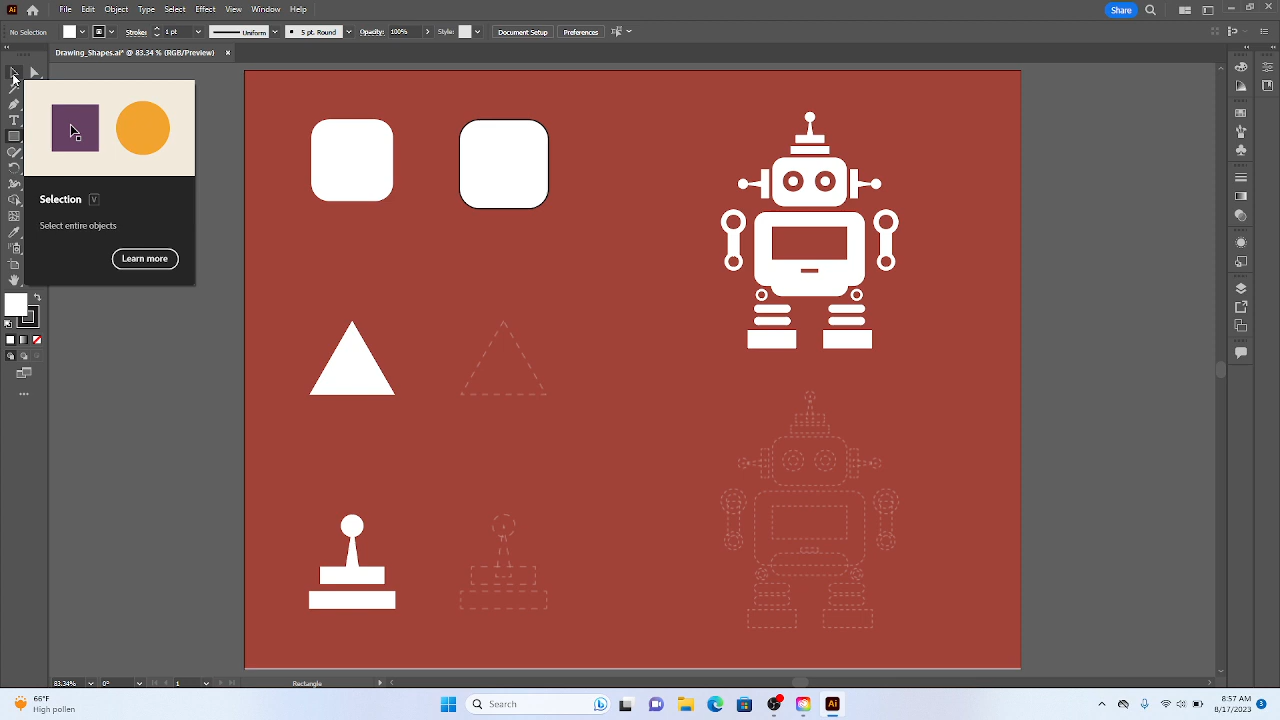 Ai File Edit Object Type Select Effect View Window Help Share
No Selection 1 pt Uniform 5 pt. Round Opacity: 100% Style: Document Setup Preferences
Drawing_Shapes.ai* @ 83.34 % (RGB/Preview) ×
T
Selection V
Select entire objects
Learn more
83.34% 0° 1 Rectangle
66°F
High pollen
Search
Ai
8:57 AM
8/17/2023